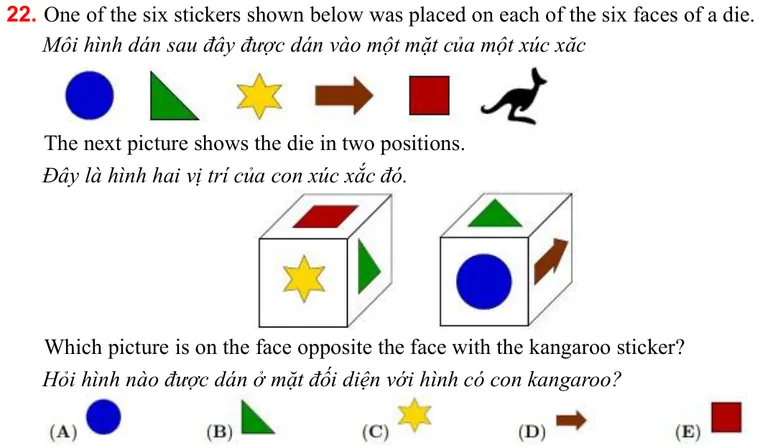 22. One of the six stickers shown below was placed on each of the six faces of a die.
Môi hình dán sau đây được dán vào một mặt của một xúc xăc
The next picture shows the die in two positions.
Đây là hình hai vị trí của con xúc xắc đó.
Which picture is on the face opposite the face with the kangaroo sticker?
Hỏi hình nào được dán ở mặt đối diện với hình có con kangaroo?
(A) (B) (C) (D) (E)